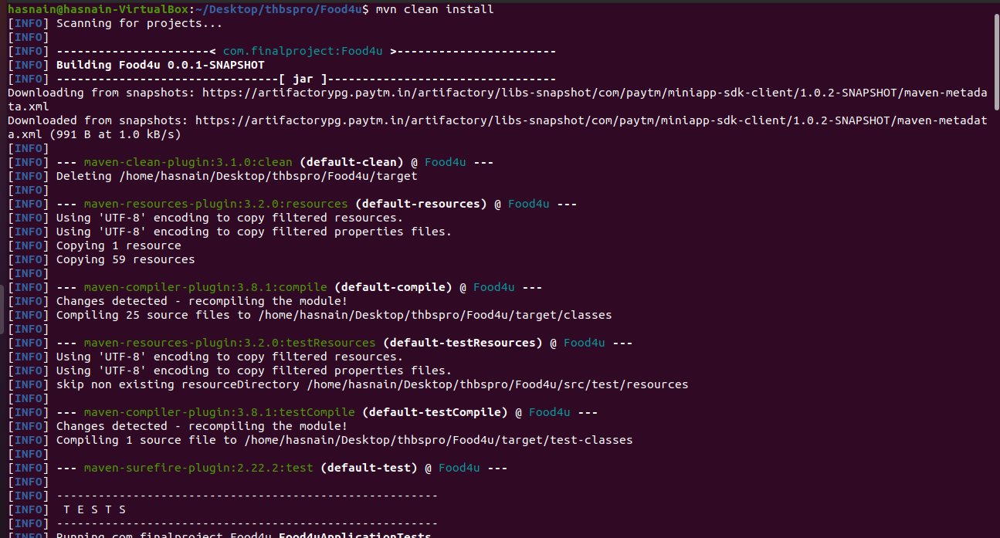 hasnain@hasnain-VirtualBox:~/Desktop/thbspro/Food4u$ mvn clean install
[INFO] Scanning for projects...
[INFO]
[INFO] ----------------------< com.finalproject:Food4u >-----------------------
[INFO] Building Food4u 0.0.1-SNAPSHOT
[INFO] --------------------------------[ jar ]---------------------------------
Downloading from snapshots: https://artifactorypg.paytm.in/artifactory/libs-snapshot/com/paytm/miniapp-sdk-client/1.0.2-SNAPSHOT/maven-metada
ta.xml
Downloaded from snapshots: https://artifactorypg.paytm.in/artifactory/libs-snapshot/com/paytm/miniapp-sdk-client/1.0.2-SNAPSHOT/maven-metadat
a.xml (991 B at 1.0 kB/s)
[INFO]
[INFO] --- maven-clean-plugin:3.1.0:clean (default-clean) @ Food4u ---
[INFO] Deleting /home/hasnain/Desktop/thbspro/Food4u/target
[INFO]
[INFO] --- maven-resources-plugin:3.2.0:resources (default-resources) @ Food4u ---
[INFO] Using 'UTF-8' encoding to copy filtered resources.
[INFO] Using 'UTF-8' encoding to copy filtered properties files.
[INFO] Copying 1 resource
[INFO] Copying 59 resources
[INFO]
[INFO] --- maven-compiler-plugin:3.8.1:compile (default-compile) @ Food4u ---
[INFO] Changes detected - recompiling the module!
[INFO] Compiling 25 source files to /home/hasnain/Desktop/thbspro/Food4u/target/classes
[INFO]
[INFO] --- maven-resources-plugin:3.2.0:testResources (default-testResources) @ Food4u ---
[INFO] Using 'UTF-8' encoding to copy filtered resources.
[INFO] Using 'UTF-8' encoding to copy filtered properties files.
[INFO] skip non existing resourceDirectory /home/hasnain/Desktop/thbspro/Food4u/src/test/resources
[INFO]
[INFO] --- maven-compiler-plugin:3.8.1:testCompile (default-testCompile) @ Food4u ---
[INFO] Changes detected - recompiling the module!
[INFO] Compiling 1 source file to /home/hasnain/Desktop/thbspro/Food4u/target/test-classes
[INFO]
[INFO] --- maven-surefire-plugin:2.22.2:test (default-test) @ Food4u ---
[INFO]
[INFO] -------------------------------------------------------
[INFO]  T E S T S
[INFO] -------------------------------------------------------
[INFO] Running com.finalproject.Food4u.Food4uApplicationTests